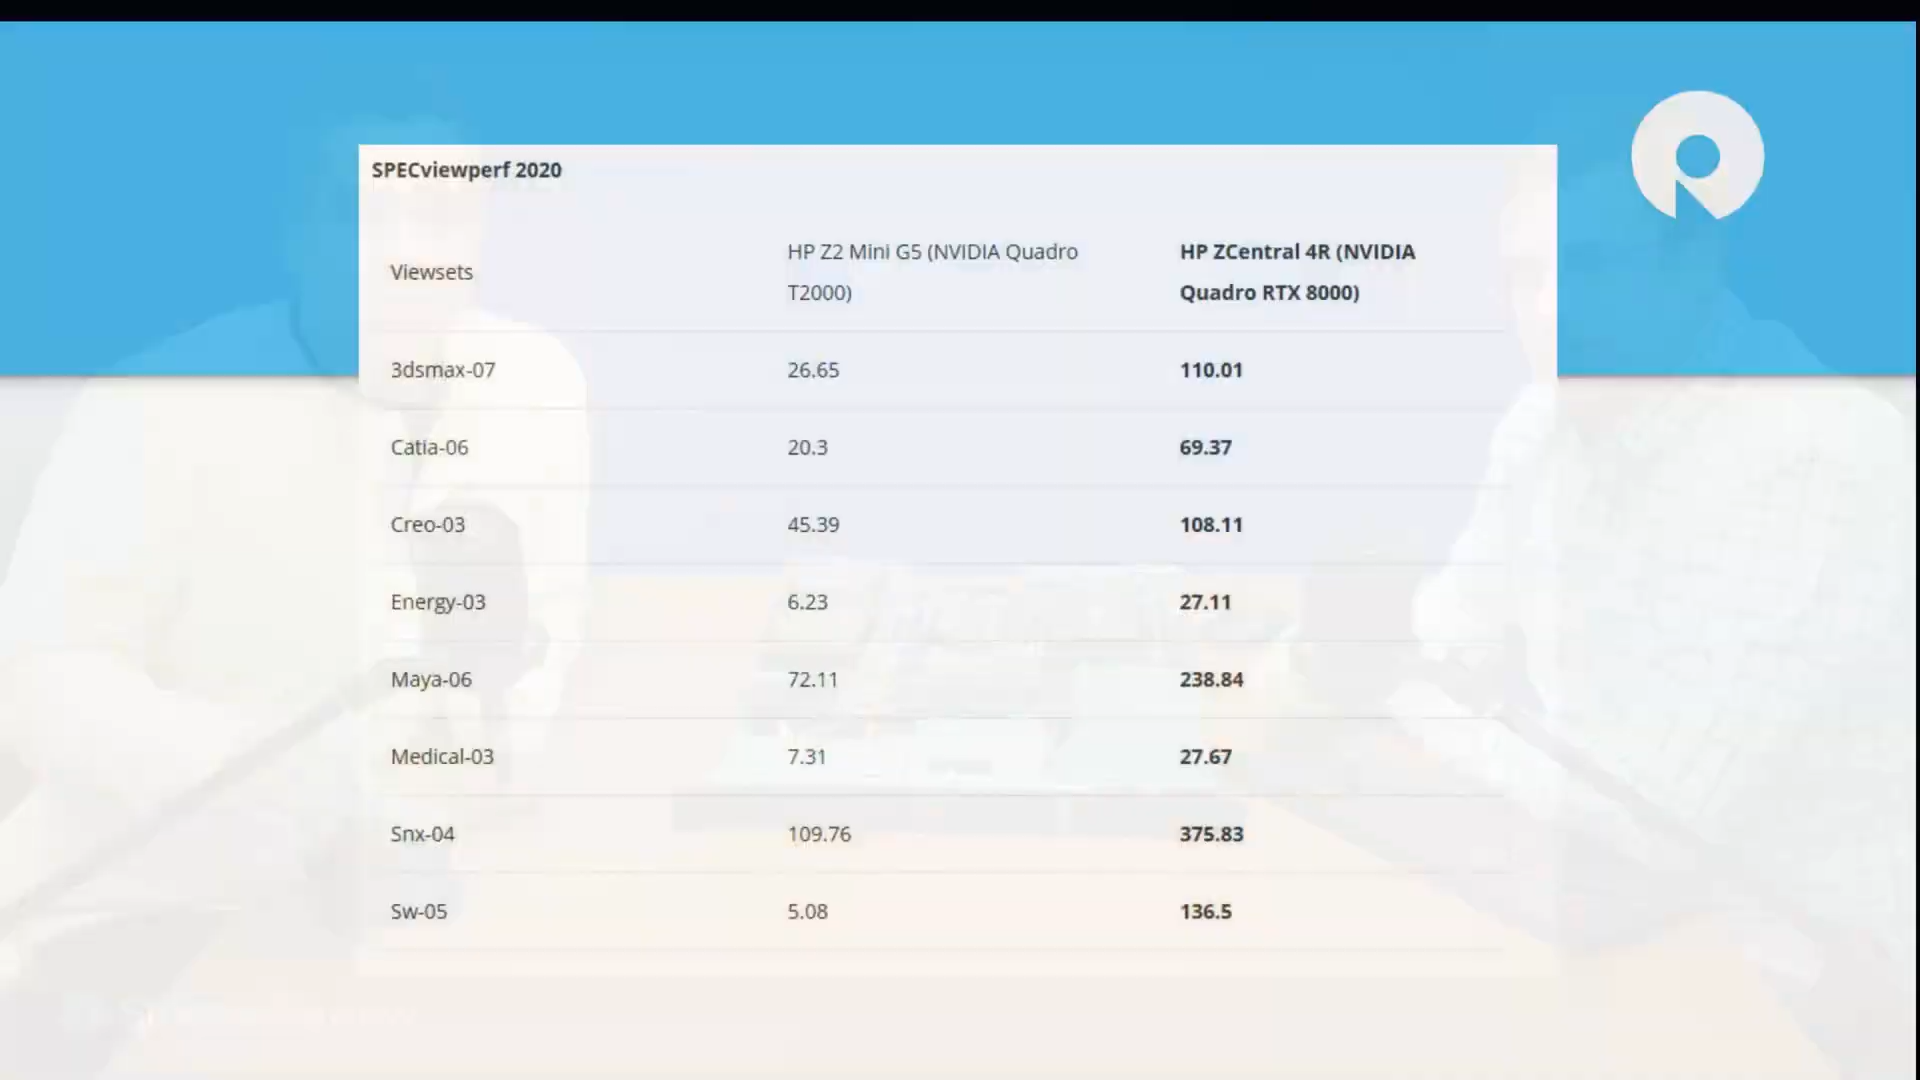 SPECviewperf 2020
Viewsets
HP Z2 Mini G5 (NVIDIA Quadro
T2000)
HP ZCentral 4R (NVIDIA
Quadro RTX 8000)
3dsmax-07 26.65 110.01
Catia-06 20.3 69.37
Creo-03 45.39 108.11
Energy-03 6.23 27.11
Maya-06 72.11 238.84
Medical-03 7.31 27.67
Snx-04 109.76 375.83
Sw-05 5.08 136.5